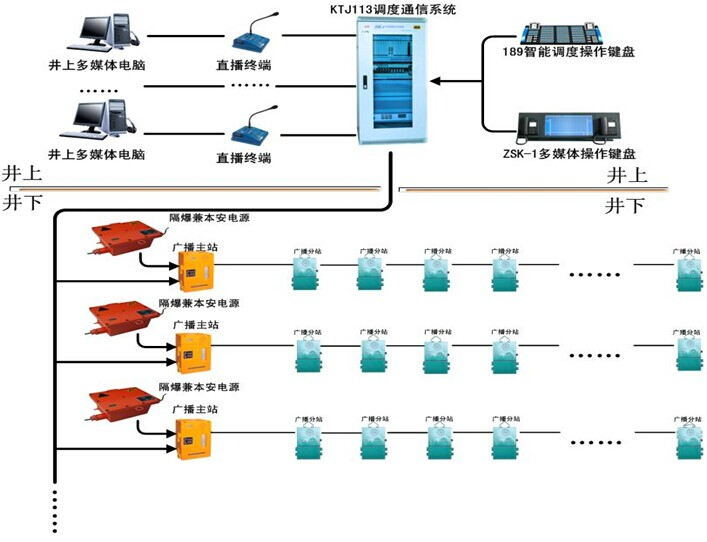 KTJ113调度通信系统
井上多媒体电脑
直播终端
189智能调度操作键盘
······
······
井上多媒体电脑
直播终端
ZSK-1多媒体操作键盘
井上
井上
井下
井下
隔爆兼本安电源
广播主站
广播分站
广播分站
广播分站
广播分站
······
广播分站
隔爆兼本安电源
广播主站
广播分站
广播分站
广播分站
广播分站
······
广播分站
隔爆兼本安电源
广播主站
广播分站
广播分站
广播分站
广播分站
······
广播分站